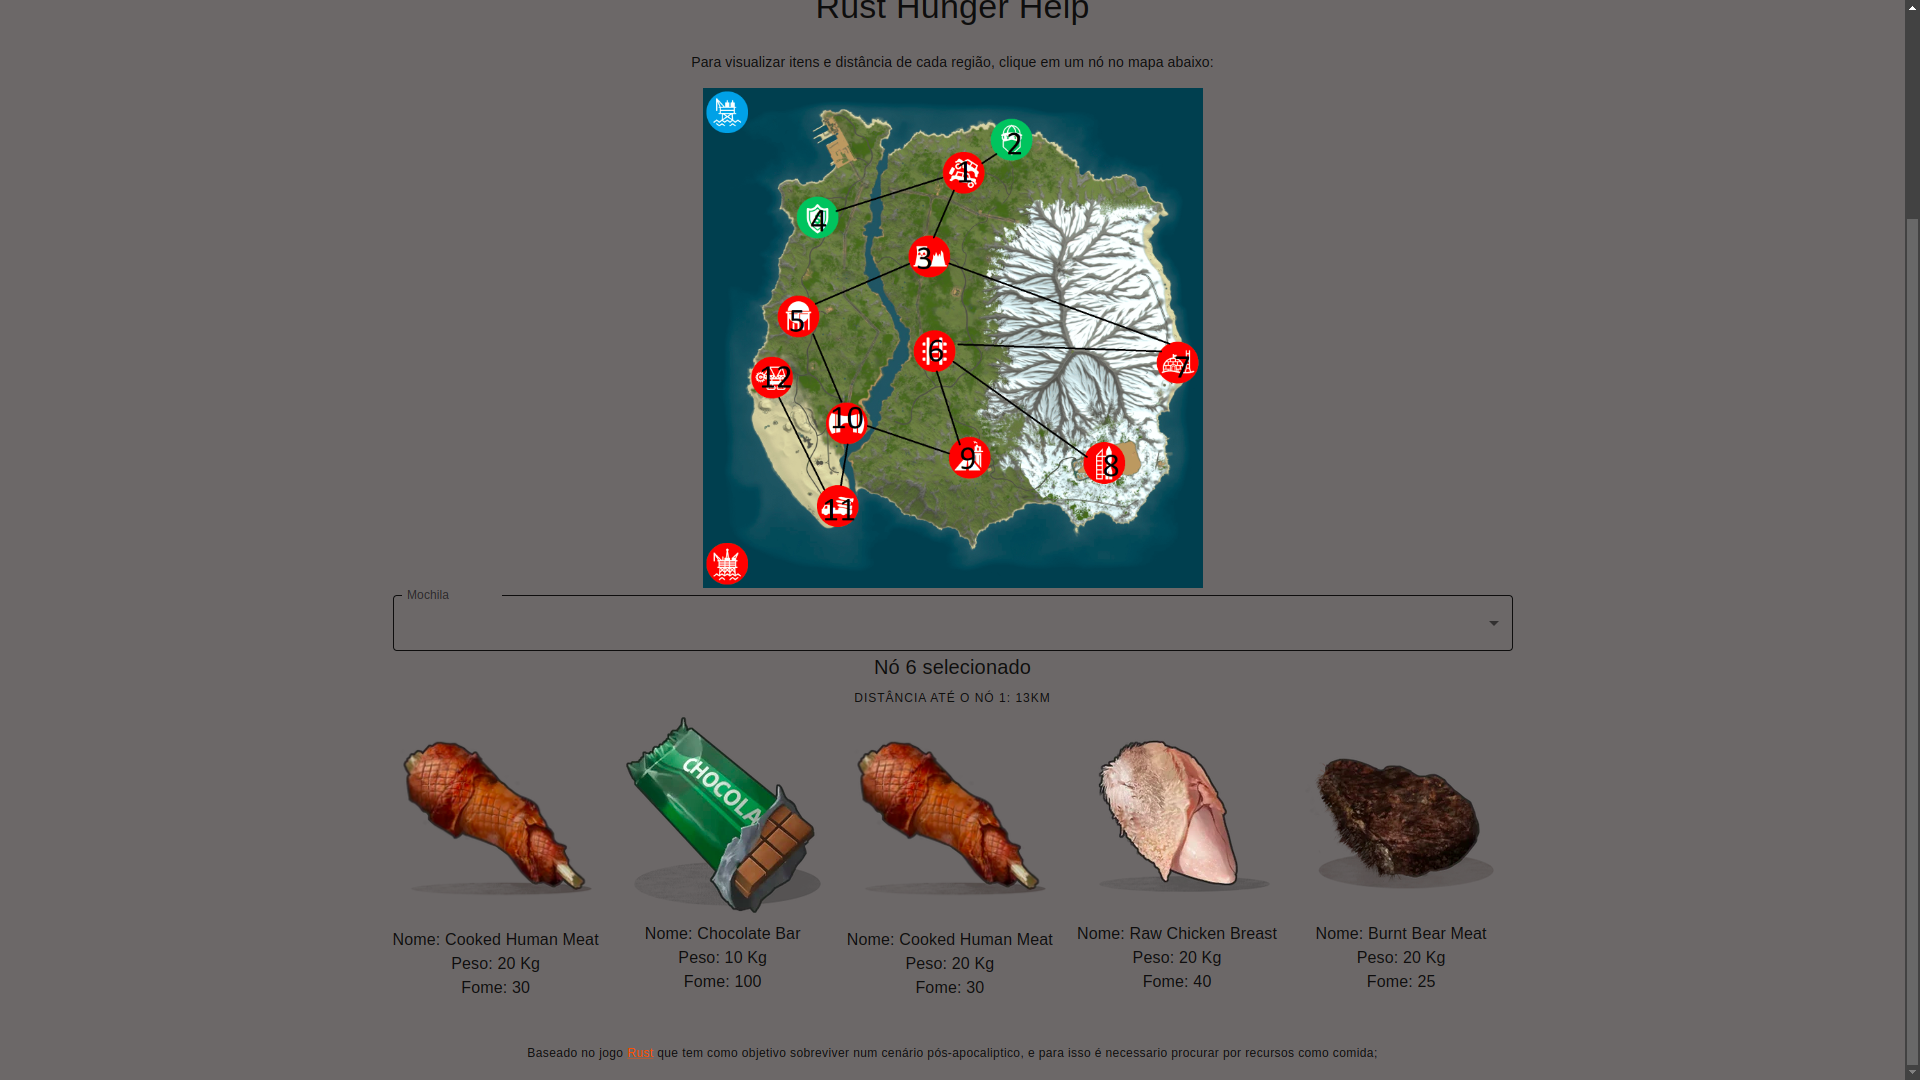 Rust Hunger Help
Para visualizar itens e distância de cada região, clique em um nó no mapa abaixo:
2
1
4
3
5
6
7
12
10
9
8
11
Mochila
Nó 6 selecionado
DISTÂNCIA ATÉ O NÓ 1: 13KM
CHOCOLA
Nome: Cooked Human Meat
Peso: 20 Kg
Fome: 30
Nome: Chocolate Bar
Peso: 10 Kg
Fome: 100
Nome: Cooked Human Meat
Peso: 20 Kg
Fome: 30
Nome: Raw Chicken Breast
Peso: 20 Kg
Fome: 40
Nome: Burnt Bear Meat
Peso: 20 Kg
Fome: 25
Baseado no jogo Rust que tem como objetivo sobreviver num cenário pós-apocaliptico, e para isso é necessario procurar por recursos como comida;